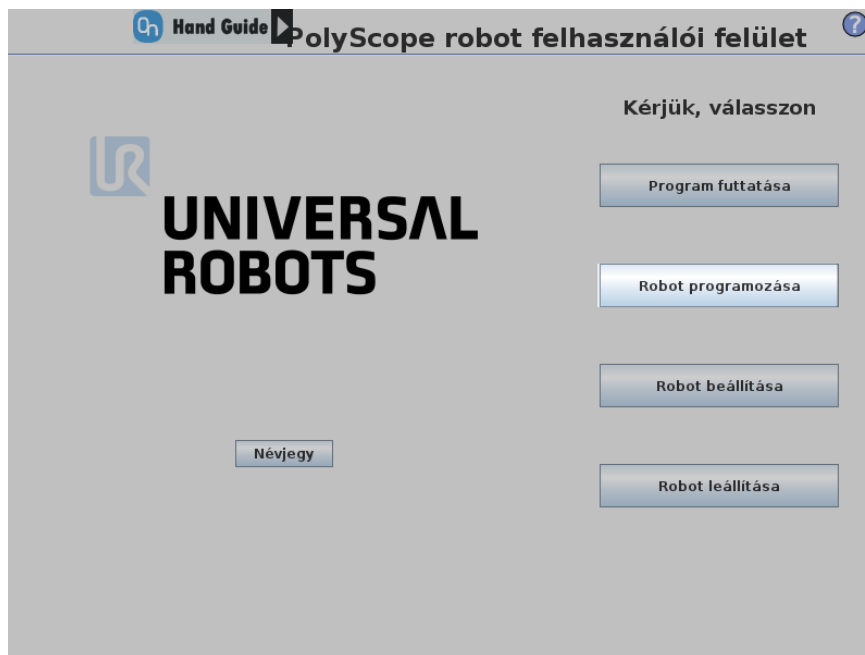 On Hand Guide
PolyScope robot felhasználói felület
?
Kérjük, válasszon
UR
UNIVERSAL
ROBOTS
Program futtatása
Robot programozása
Robot beállítása
Névjegy
Robot leállítása